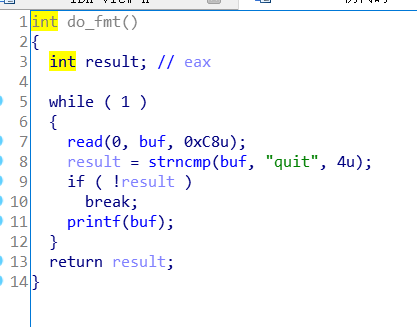 1 int do_fmt()
2 {
3   int result; // eax
4
5   while ( 1 )
6   {
7     read(0, buf, 0xC8u);
8     result = strncmp(buf, "quit", 4u);
9     if ( !result )
10       break;
11     printf(buf);
12   }
13   return result;
14 }